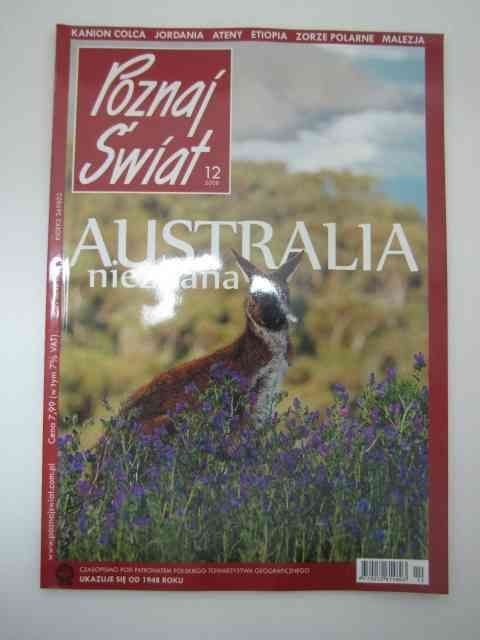 KANION COLCA JORDANIA ATENY ETIOPIA ZORZE POLARNE MALEZJA
Poznaj
Świat
12
AUSTRALIA
nieznana
Cena 7,99 (w tym 7% VAT)
www.poznajswiat.com.pl
CZASOPISMO POD PATRONATEM POLSKIEGO TOWARZYSTWA GEOGRAFICZNEGO
UKAZUJE SIĘ OD 1948 ROKU